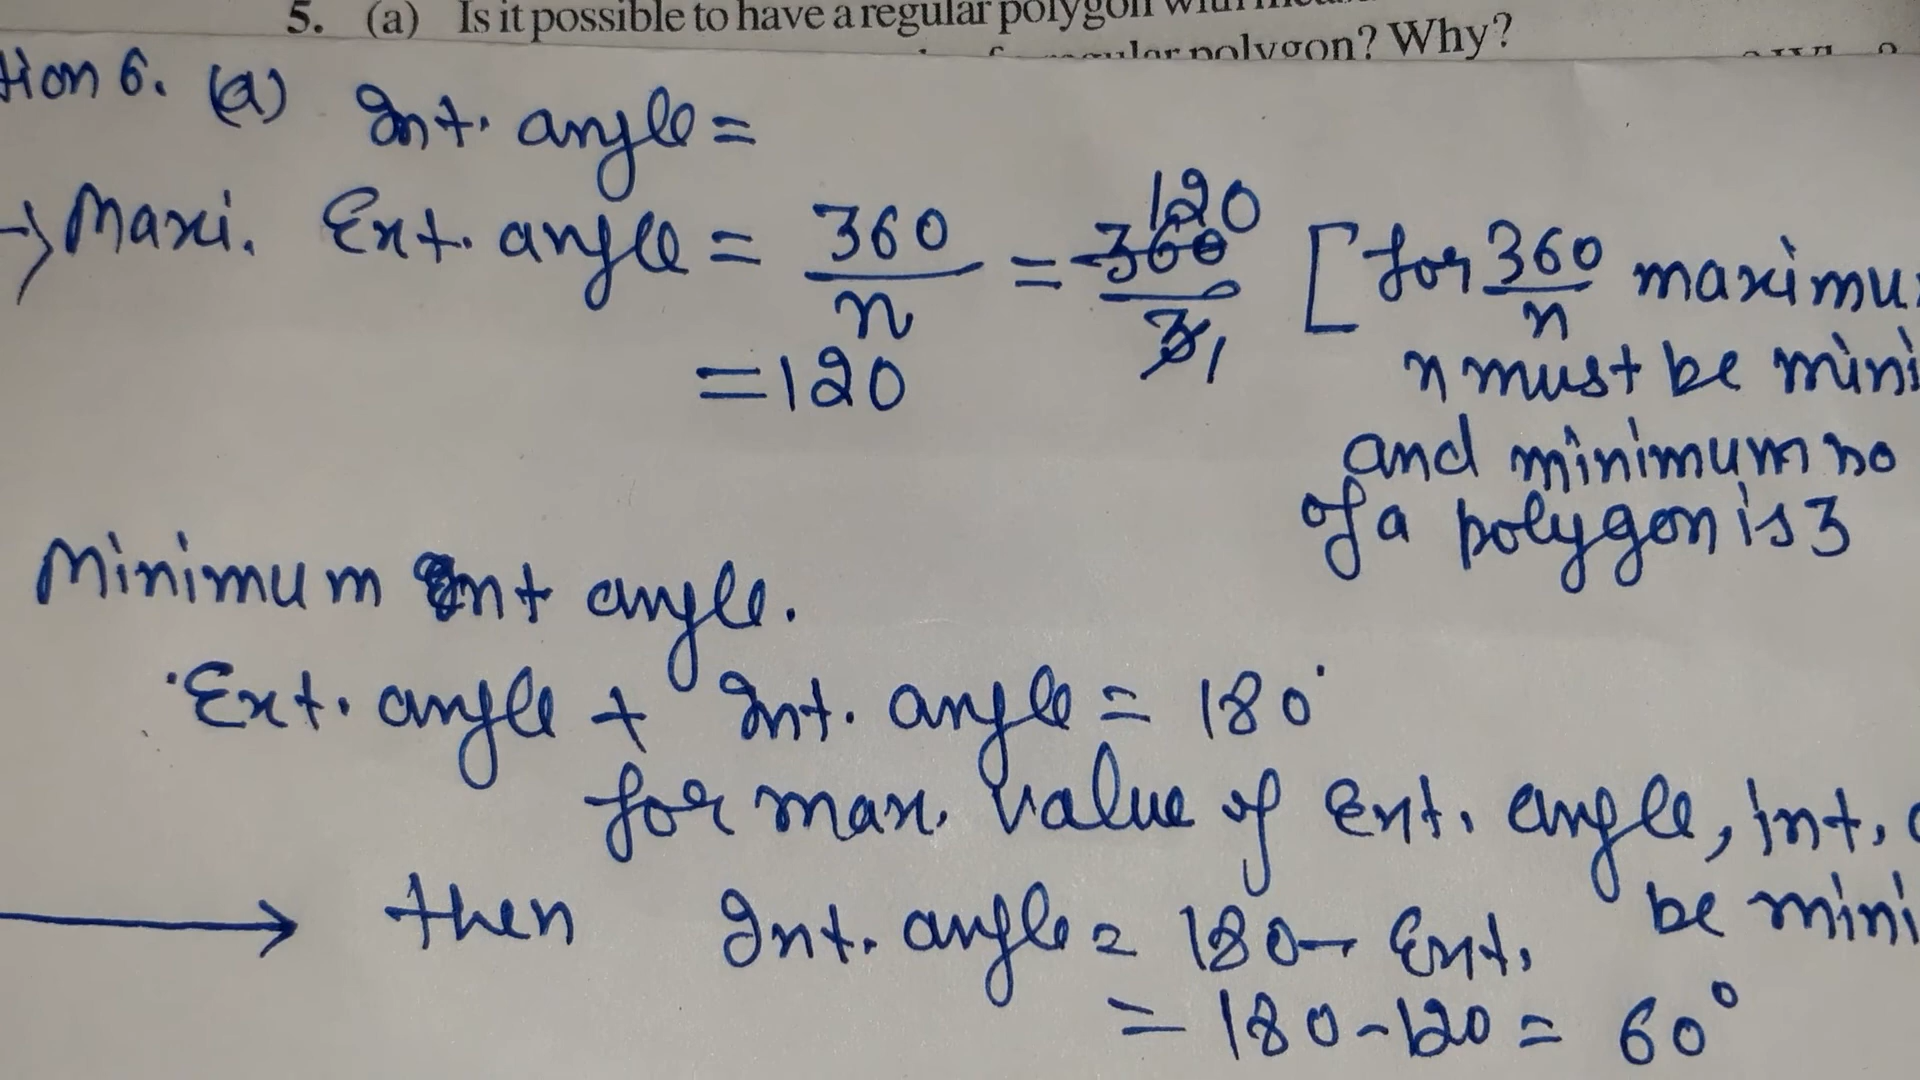 5. (a) Is it possible to have a regular polygon with
polygon? Why?
tion 6. (a) Int. angle =
→ Maxi. Ext. angle = 360/n = 360/3 120 1 [for 360/n maximu
= 120
n must be mini
and minimum no
of a polygon is 3
Minimum Int angle.
Ext. angle + Int. angle = 180°
for max. value of Ext. angle, int.
be mini
→ then Int. angle = 180 - Ext.
= 180 - 120 = 60°